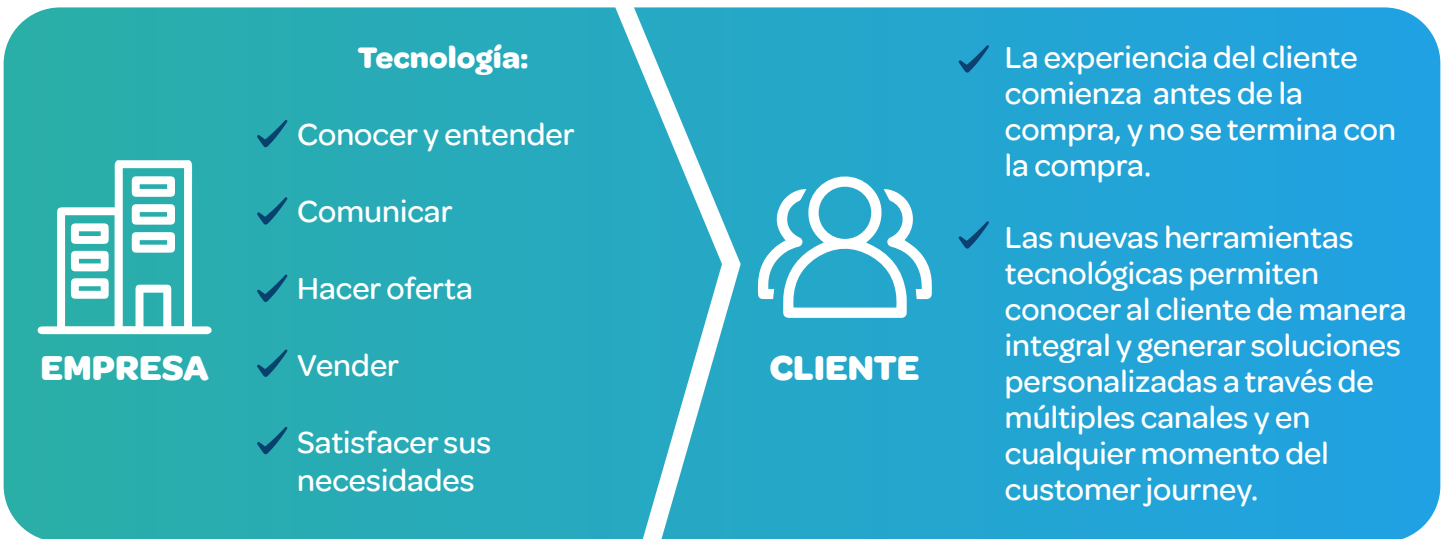 Tecnología:
Conocer y entender
Comunicar
Hacer oferta
Vender
Satisfacer sus
necesidades
EMPRESA
CLIENTE
La experiencia del cliente
comienza antes de la
compra, y no se termina con
la compra.
Las nuevas herramientas
tecnológicas permiten
conocer al cliente de manera
integral y generar soluciones
personalizadas a través de
múltiples canales y en
cualquier momento del
customer journey.